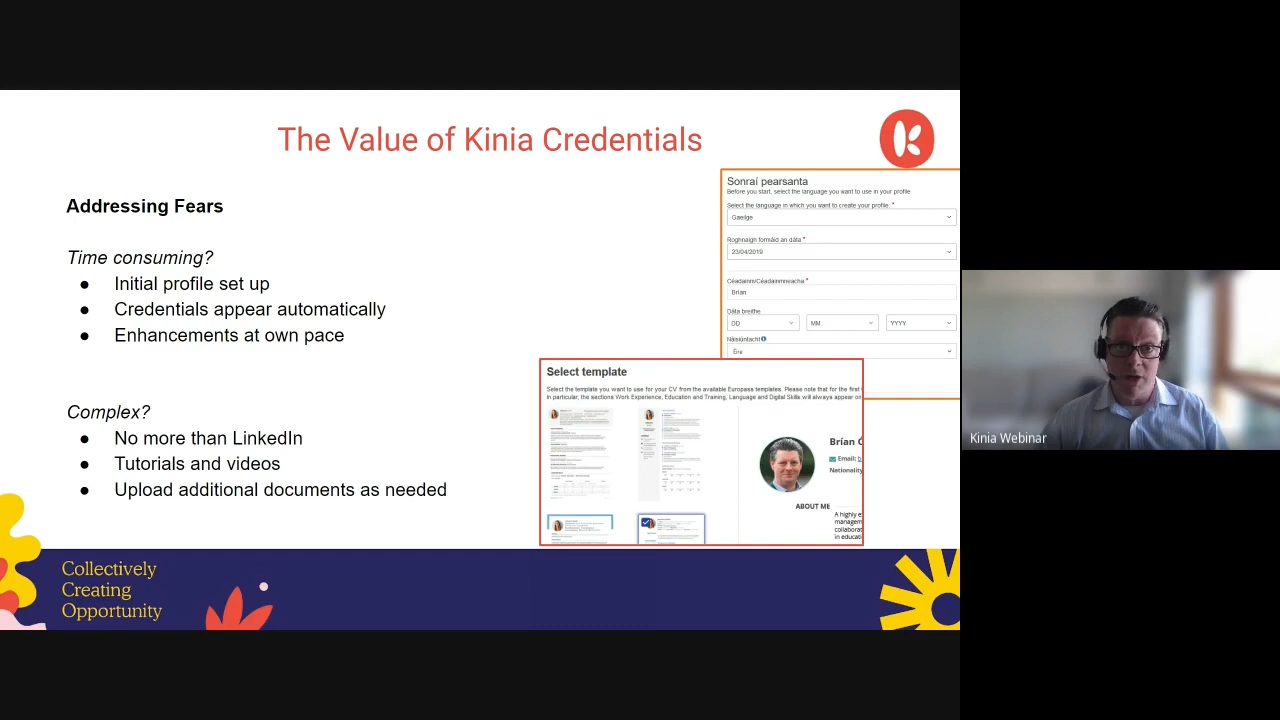 The Value of Kinia Credentials
Addressing Fears
Time consuming?
● Initial profile set up
● Credentials appear automatically
● Enhancements at own pace
Complex?
● No more than LinkedIn
● Tutorials and Videos
● Upload additional documents as needed
Sonraí pearsanta
Before you start, select the language you want to use in your profile
Select the language in which you want to create your profile: *
Gaeilge
Roghnaigh formáid an dáta *
23/04/2019
Céadainm/Céadainmneacha *
Brían
Dáta breithe
DD
MM
YYYY
Náisiúntacht
Éire
Select template
Select the template you want to use for your CV from the available Europass templates. Please note that for the first
In particular, the sections Work Experience, Education and Training, Language and Digital Skills will always appear on
Brían Ó
Email: b
Nationality
ABOUT ME
A highly e
managem
collaborat
in educati
Collectively
Creating
Opportunity
Kinia Webinar